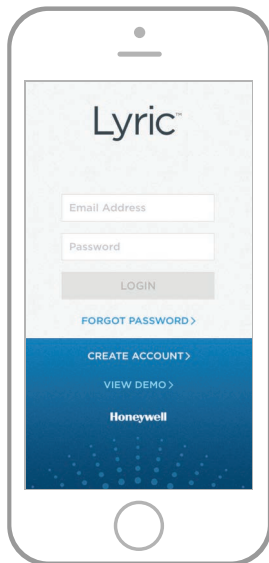 Lyric™
Email Address
Password
LOGIN
FORGOT PASSWORD >
CREATE ACCOUNT >
VIEW DEMO >
Honeywell